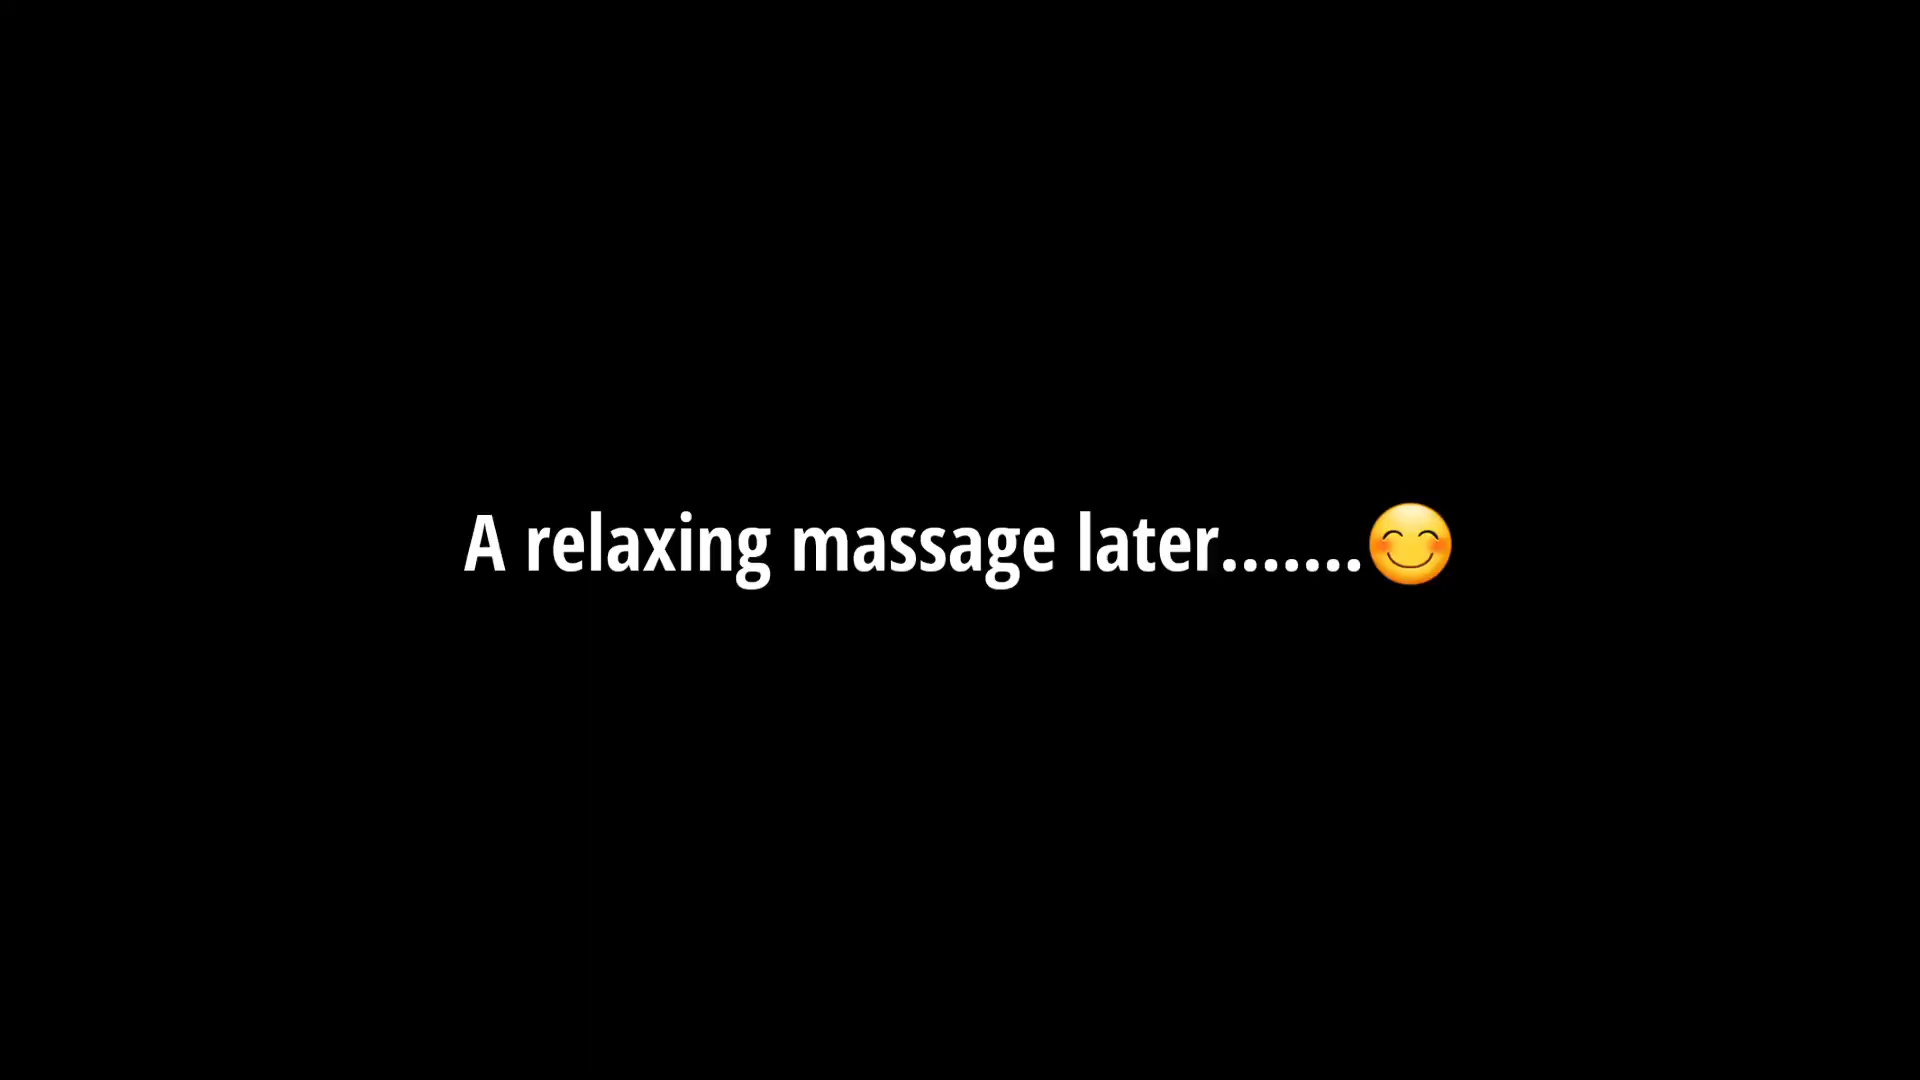 A relaxing massage later.......😊